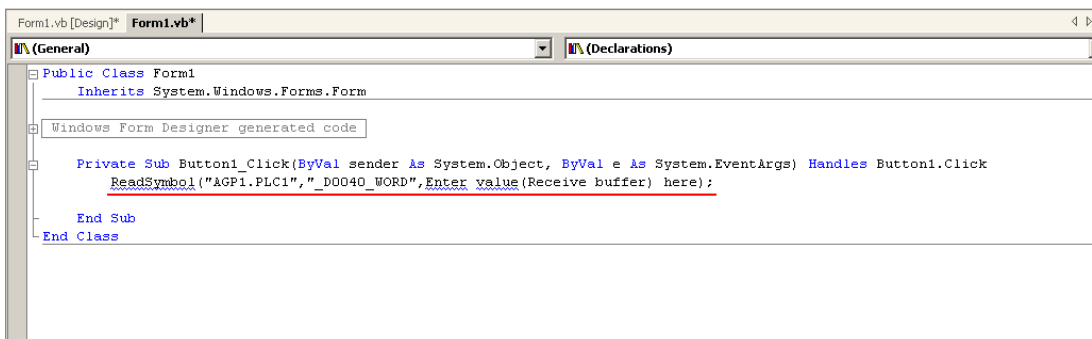 Form1.vb [Design]* Form1.vb*
(General) (Declarations)
Public Class Form1
Inherits System.Windows.Forms.Form
Windows Form Designer generated code
Private Sub Button1_Click(ByVal sender As System.Object, ByVal e As System.EventArgs) Handles Button1.Click
ReadSymbol("AGP1.PLC1","_D0040_WORD",Enter value(Receive buffer) here);
End Sub
End Class